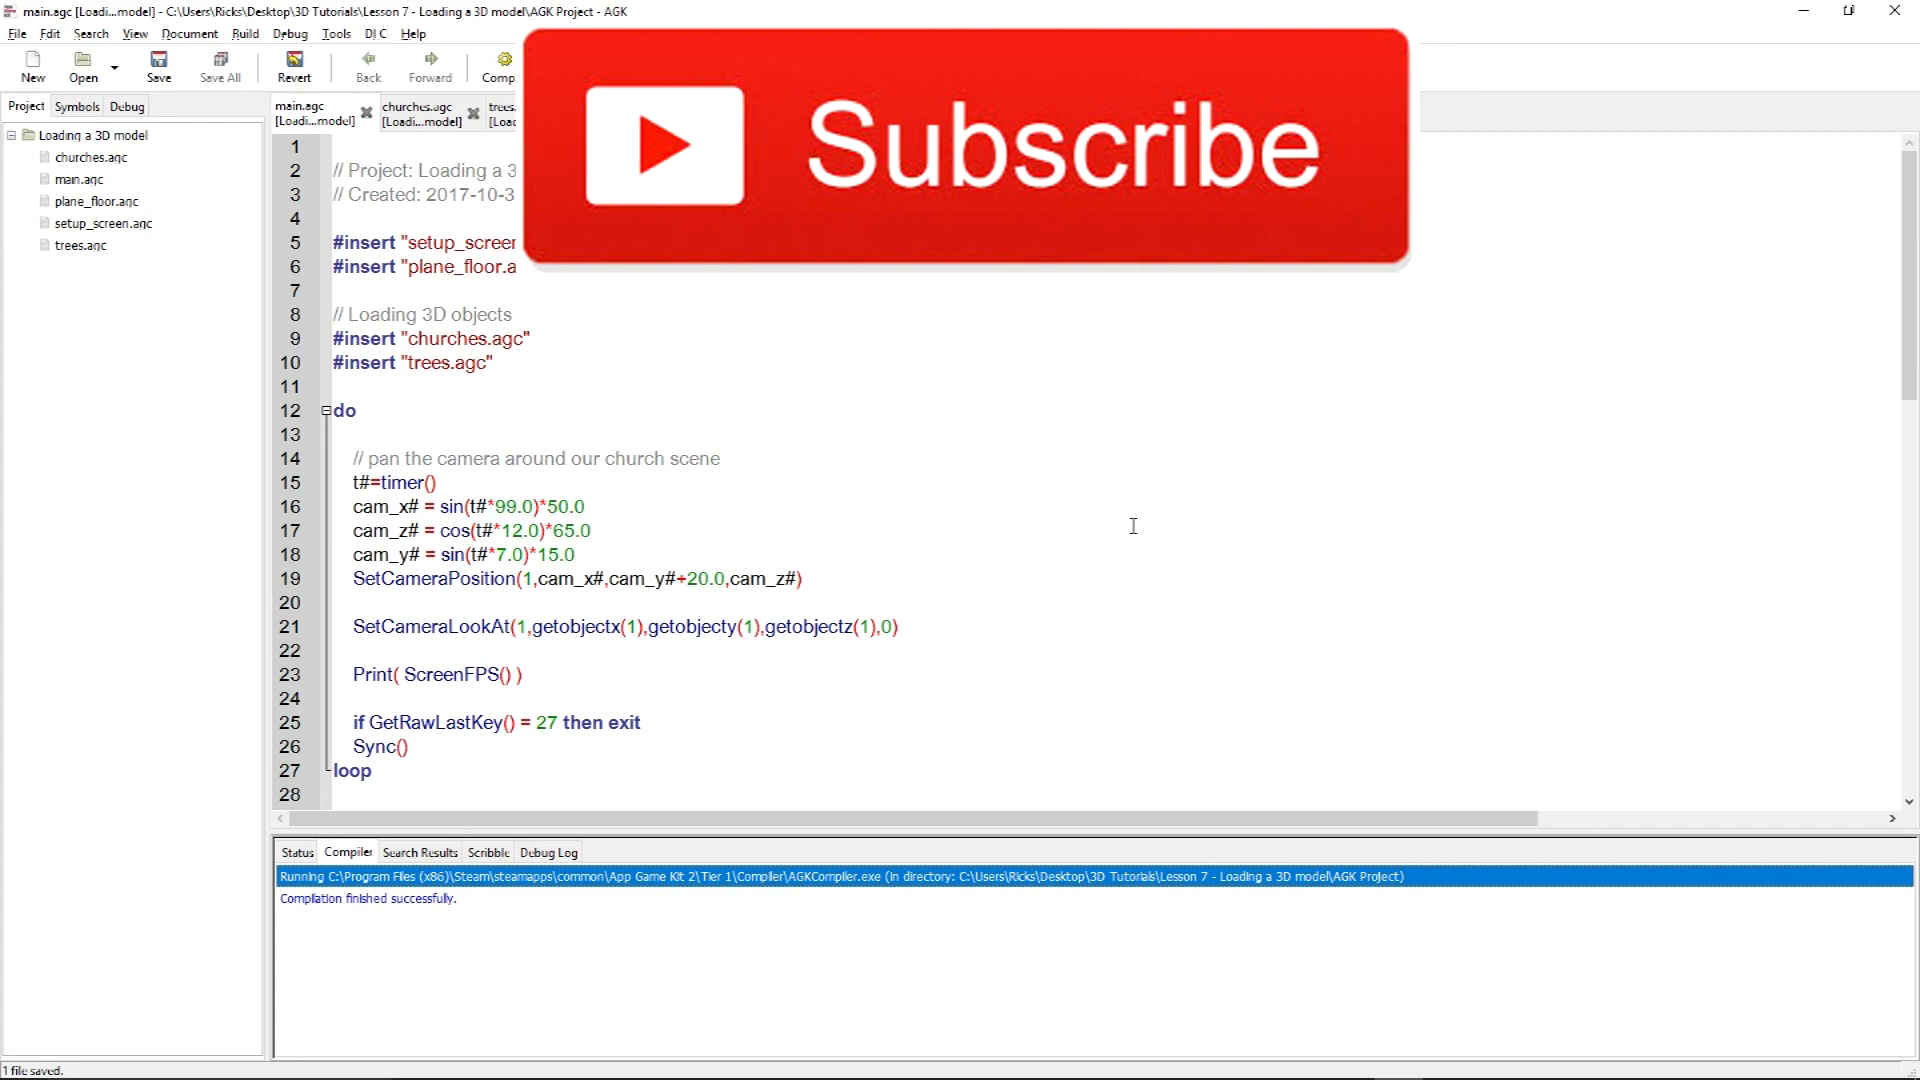 main.agc [Loadi...model] - C:\Users\Ricks\Desktop\3D Tutorials\Lesson 7 - Loading a 3D model\AGK Project - AGK
File Edit Search View Document Build Debug Tools DLC Help
New Open Save Save All Revert Back Forward Comp
Subscribe
Project Symbols Debug
main.agc churches.agc trees.
[Loadi...model] [Loadi...model] [Load
Loading a 3D model
churches.agc
main.agc
plane_floor.agc
setup_screen.agc
trees.agc
1
2 // Project: Loading a 3
3 // Created: 2017-10-3
4
5 #insert "setup_screen
6 #insert "plane_floor.a
7
8 // Loading 3D objects
9 #insert "churches.agc"
10 #insert "trees.agc"
11
12 do
13
14 // pan the camera around our church scene
15 t#=timer()
16 cam_x# = sin(t#*99.0)*50.0
17 cam_z# = cos(t#*12.0)*65.0
18 cam_y# = sin(t#*7.0)*15.0
19 SetCameraPosition(1,cam_x#,cam_y#+20.0,cam_z#)
20
21 SetCameraLookAt(1,getobjectx(1),getobjecty(1),getobjectz(1),0)
22
23 Print( ScreenFPS() )
24
25 if GetRawLastKey() = 27 then exit
26 Sync()
27 loop
28
Status Compiler Search Results Scribble Debug Log
Running C:\Program Files (x86)\Steam\steamapps\common\App Game Kit 2\Tier 1\Compiler\AGKCompiler.exe (in directory: C:\Users\Ricks\Desktop\3D Tutorials\Lesson 7 - Loading a 3D model\AGK Project)
Compilation finished successfully.
1 file saved.